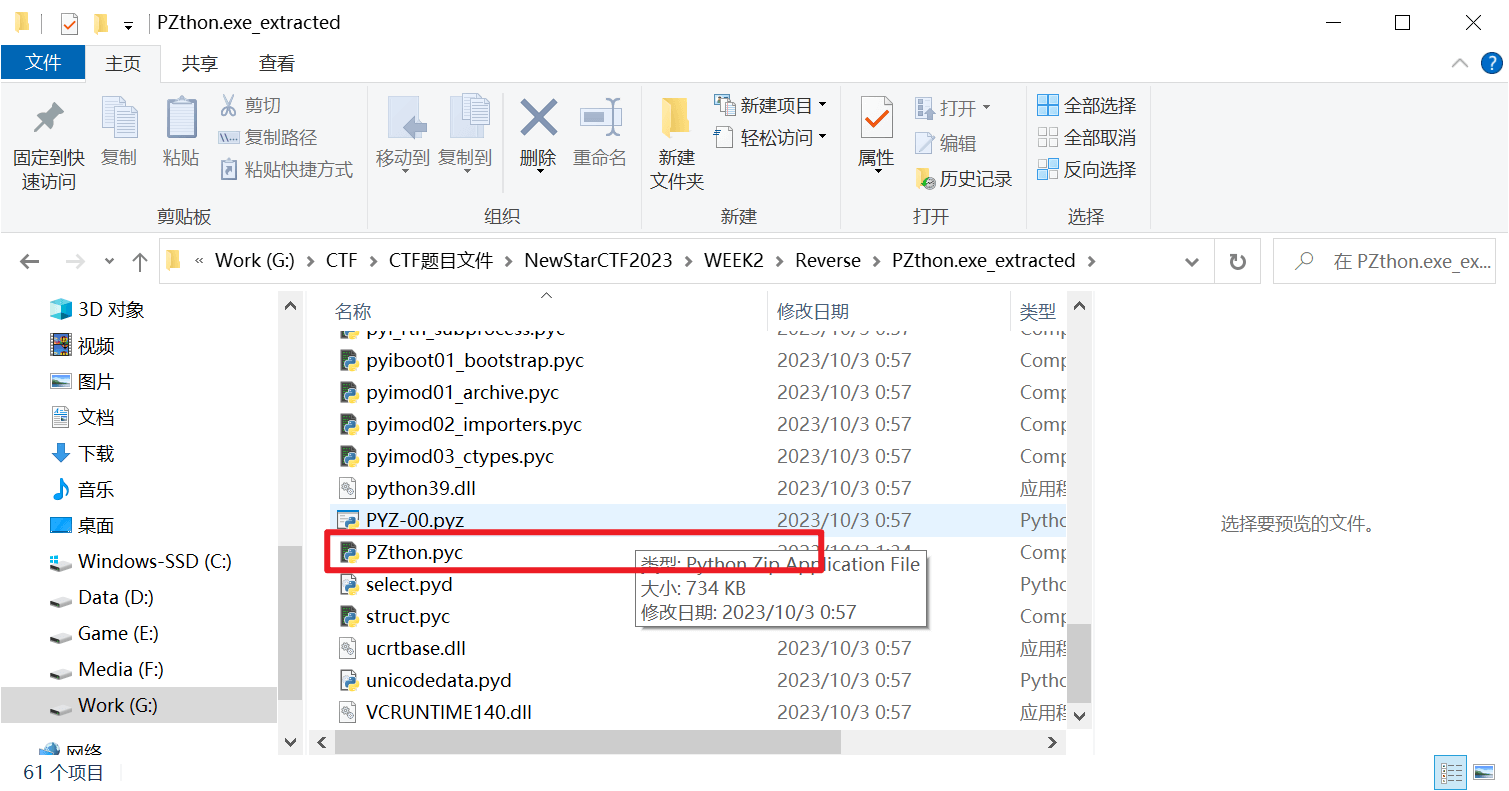 PZthon.exe_extracted
文件 主页 共享 查看
固定到快速访问
复制
粘贴
剪切
复制路径
粘贴快捷方式
移动到
复制到
删除
重命名
新建文件夹
新建项目
轻松访问
属性
打开
编辑
历史记录
全部选择
全部取消
反向选择
剪贴板 组织 新建 打开 选择
« Work (G:) > CTF > CTF题目文件 > NewStarCTF2023 > WEEK2 > Reverse > PZthon.exe_extracted >
在 PZthon.exe_ex...
3D 对象
视频
图片
文档
下载
音乐
桌面
Windows-SSD (C:)
Data (D:)
Game (E:)
Media (F:)
Work (G:)
网络
名称 修改日期 类型
pyi_rth_subprocess.pyc 2023/10/3 0:57 Comp
pyiboot01_bootstrap.pyc 2023/10/3 0:57 Comp
pyimod01_archive.pyc 2023/10/3 0:57 Comp
pyimod02_importers.pyc 2023/10/3 0:57 Comp
pyimod03_ctypes.pyc 2023/10/3 0:57 Comp
python39.dll 2023/10/3 0:57 应用程
PYZ-00.pyz 2023/10/3 0:57 Pytho
PZthon.pyc Comp
select.pyd Pytho
struct.pyc Comp
ucrtbase.dll 2023/10/3 0:57 应用程
unicodedata.pyd 2023/10/3 0:57 Pytho
VCRUNTIME140.dll 2023/10/3 0:57 应用程
类型: Python Zip Application File
大小: 734 KB
修改日期: 2023/10/3 0:57
选择要预览的文件。
61 个项目